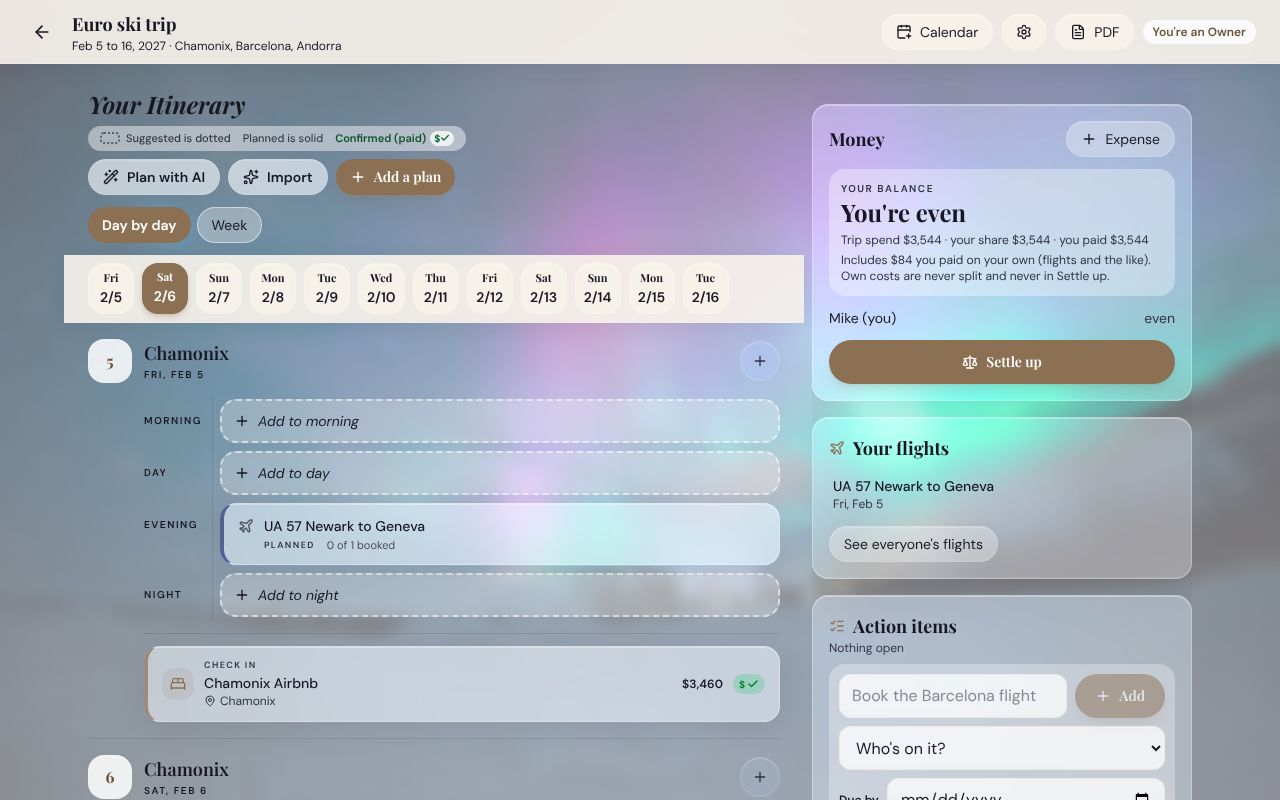 Euro ski trip
Feb 5 to 16, 2027 · Chamonix, Barcelona, Andorra
Calendar
PDF
You're an Owner
Your Itinerary
Suggested is dotted Planned is solid Confirmed (paid) $✓
Plan with AI
Import
+ Add a plan
Day by day
Week
Fri 2/5
Sat 2/6
Sun 2/7
Mon 2/8
Tue 2/9
Wed 2/10
Thu 2/11
Fri 2/12
Sat 2/13
Sun 2/14
Mon 2/15
Tue 2/16
5
Chamonix
FRI, FEB 5
+
MORNING
+ Add to morning
DAY
+ Add to day
EVENING
UA 57 Newark to Geneva
PLANNED 0 of 1 booked
NIGHT
+ Add to night
CHECK IN
Chamonix Airbnb
Chamonix
$3,460 $✓
6
Chamonix
SAT, FEB 6
+
Money
+ Expense
YOUR BALANCE
You're even
Trip spend $3,544 · your share $3,544 · you paid $3,544
Includes $84 you paid on your own (flights and the like).
Own costs are never split and never in Settle up.
Mike (you) even
Settle up
Your flights
UA 57 Newark to Geneva
Fri, Feb 5
See everyone's flights
Action items
Nothing open
Book the Barcelona flight
+ Add
Who's on it?
Due by mm/dd/yyyy